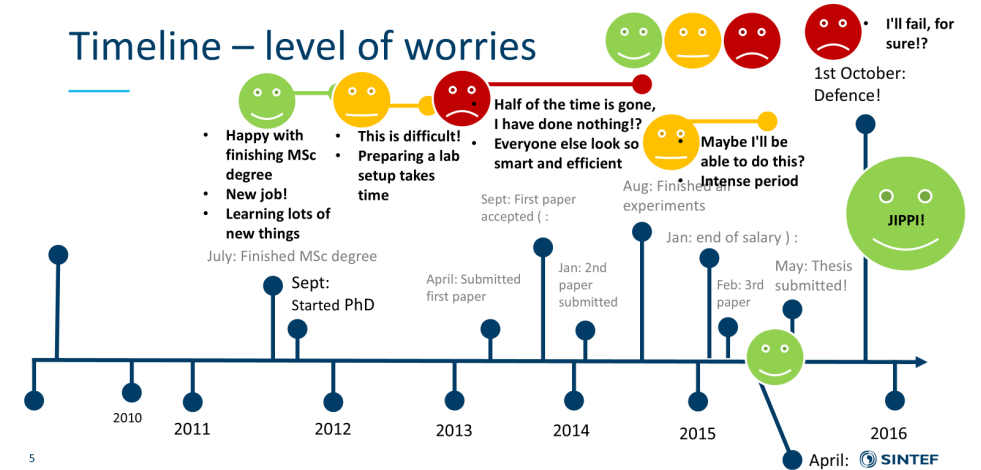 Timeline – level of worries
• I'll fail, for
sure!?
1st October:
Defence!
• Happy with
finishing MSc
degree
• New job!
• Learning lots of
new things
• This is difficult!
• Preparing a lab
setup takes
time
• Half of the time is gone,
I have done nothing!?
• Everyone else look so
smart and efficient
• Maybe I'll be
able to do this?
• Intense period
JIPPI!
July: Finished MSc degree
Sept:
Started PhD
April: Submitted
first paper
Sept: First paper
accepted ( :
Jan: 2nd
paper
submitted
Aug: Finished all
experiments
Jan: end of salary ) :
Feb: 3rd
paper
May: Thesis
submitted!
2010
2011
2012
2013
2014
2015
2016
April:
5
SINTEF